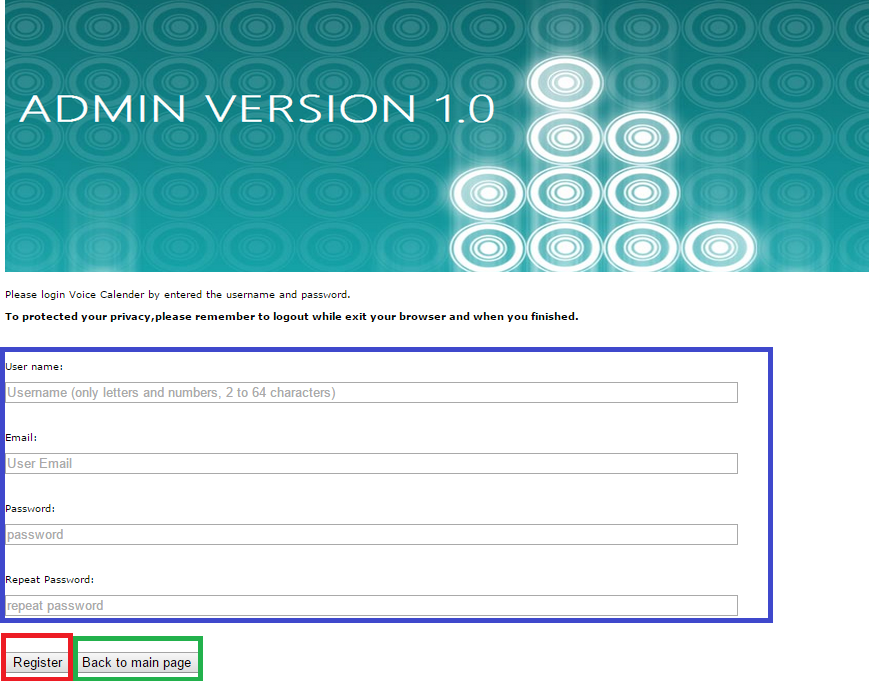 ADMIN VERSION 1.0
Please login Voice Calender by entered the username and password.
To protected your privacy,please remember to logout while exit your browser and when you finished.
User name:
Username (only letters and numbers, 2 to 64 characters)
Email:
User Email
Password:
password
Repeat Password:
repeat password
Register Back to main page